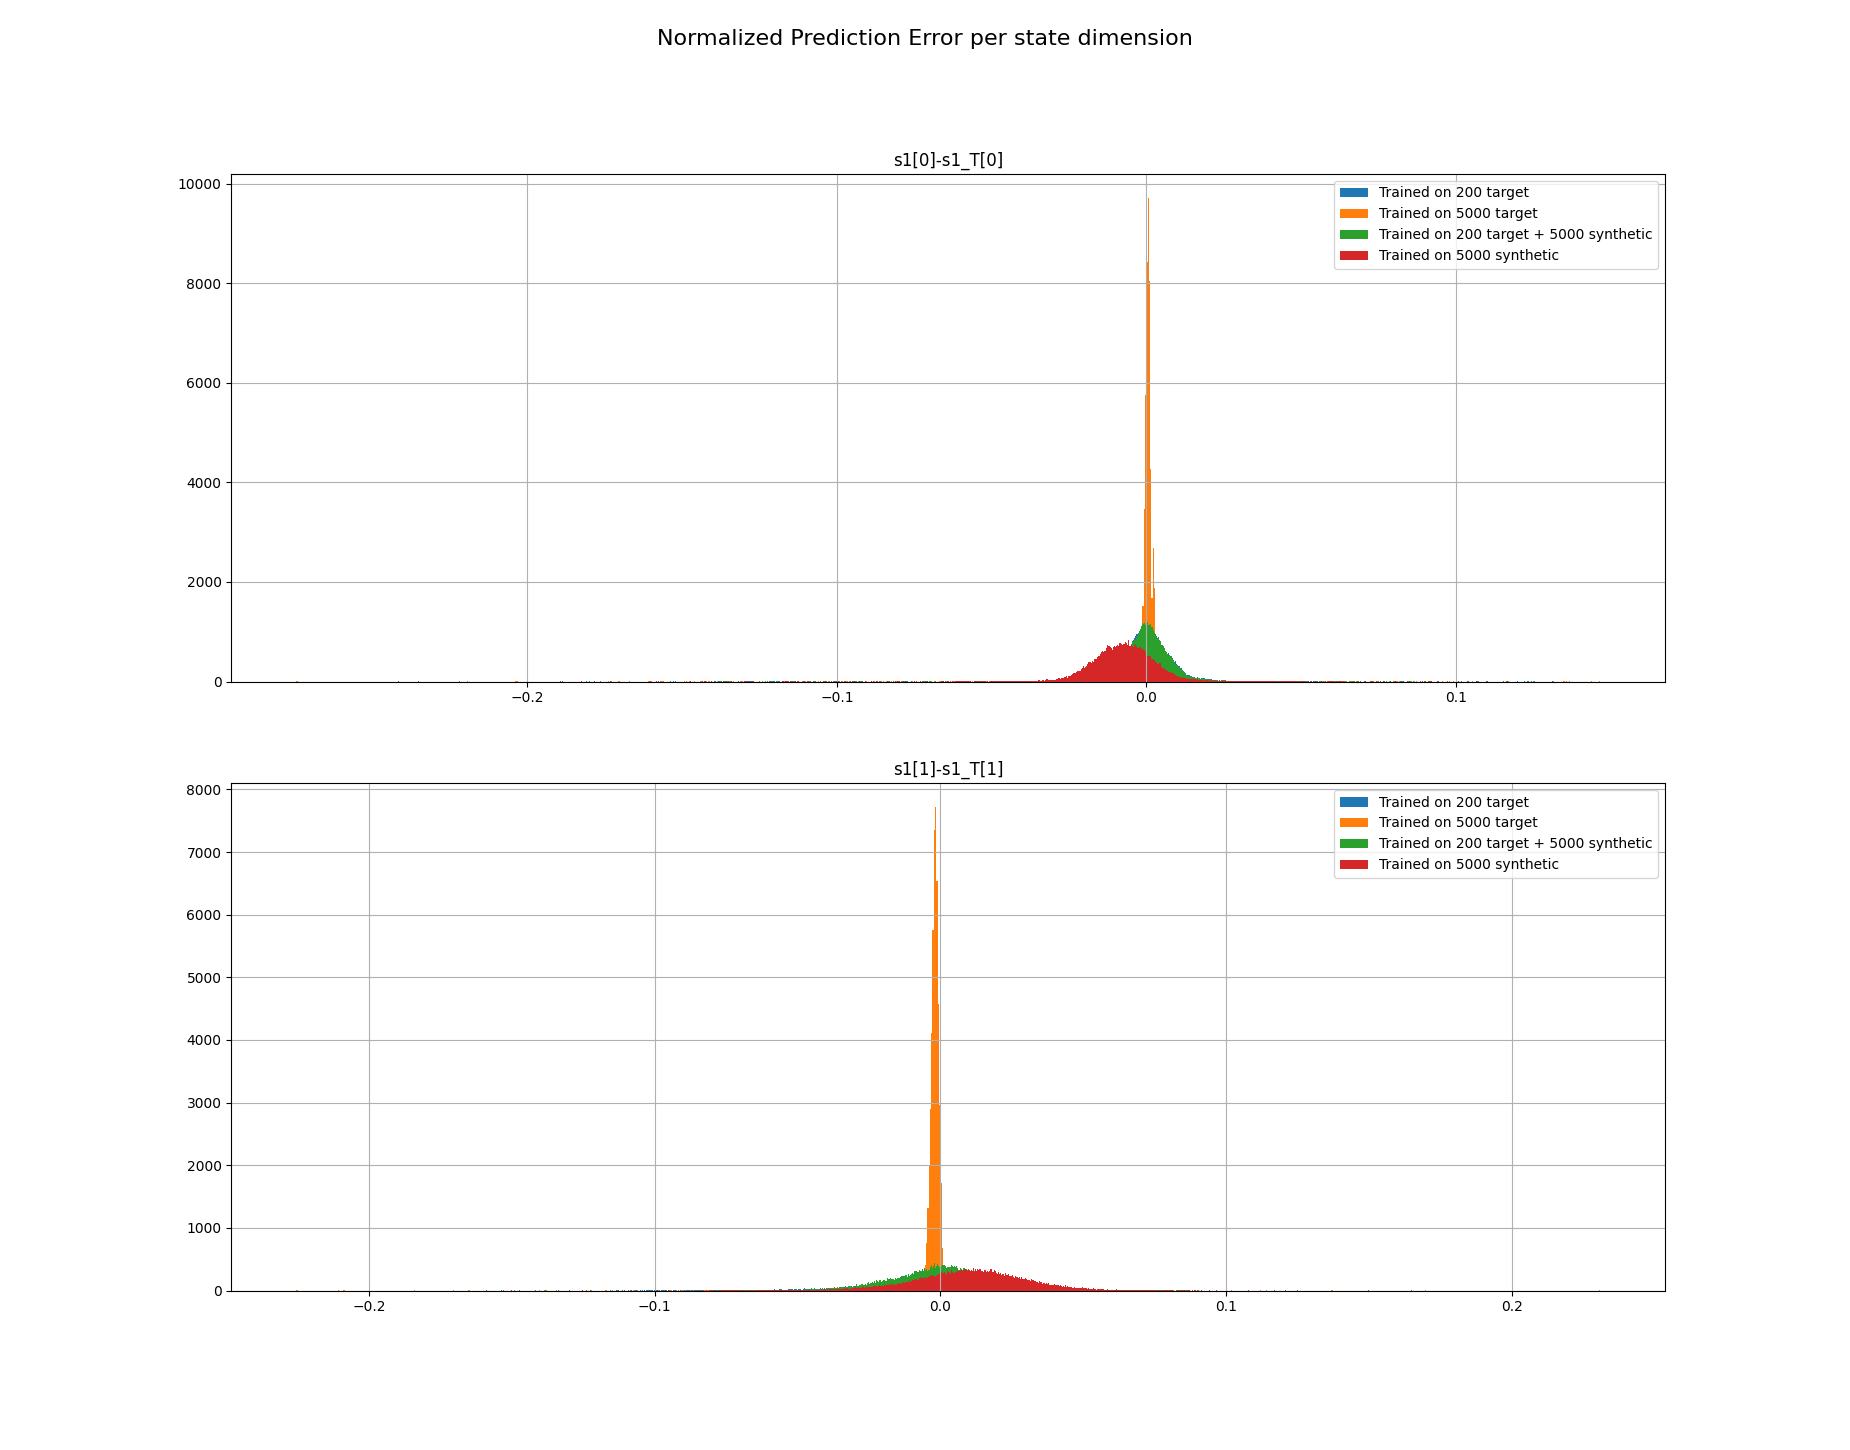 Normalized Prediction Error per state dimension
s1[0]-s1_T[0]
10000
8000
6000
4000
2000
0
Trained on 200 target
Trained on 5000 target
Trained on 200 target + 5000 synthetic
Trained on 5000 synthetic
−0.2 −0.1 0.0 0.1
s1[1]-s1_T[1]
8000
7000
6000
5000
4000
3000
2000
1000
0
Trained on 200 target
Trained on 5000 target
Trained on 200 target + 5000 synthetic
Trained on 5000 synthetic
−0.2 −0.1 0.0 0.1 0.2